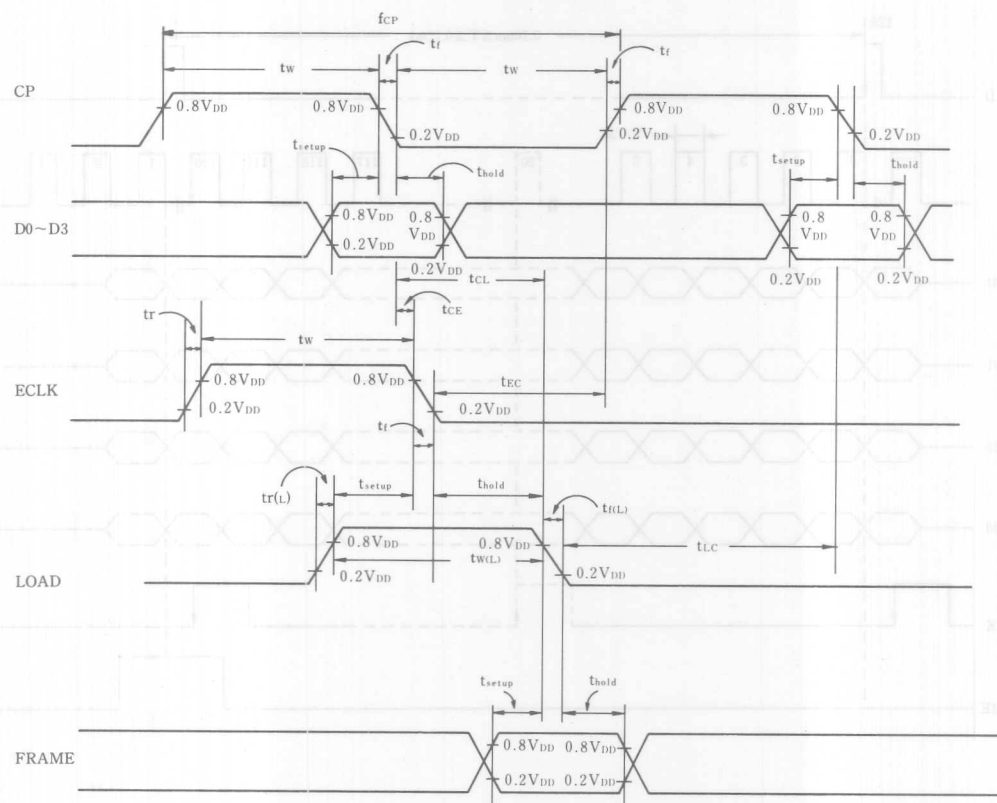 fCP
tf
tf
tw
tw
CP
0.8VDD
0.8VDD
0.8VDD
0.8VDD
0.2VDD
0.2VDD
0.2VDD
tsetup
thold
tsetup
thold
D0~D3
0.8VDD
0.8
VDD
0.8
VDD
0.8
VDD
0.2VDD
0.2VDD
0.2VDD
0.2VDD
tCL
tCE
tr
tw
ECLK
0.8VDD
0.8VDD
tEC
0.2VDD
0.2VDD
tf
tr(L)
tsetup
thold
tf(L)
0.8VDD
0.8VDD
tLC
tW(L)
LOAD
0.2VDD
0.2VDD
tsetup
thold
FRAME
0.8VDD
0.8VDD
0.2VDD
0.2VDD